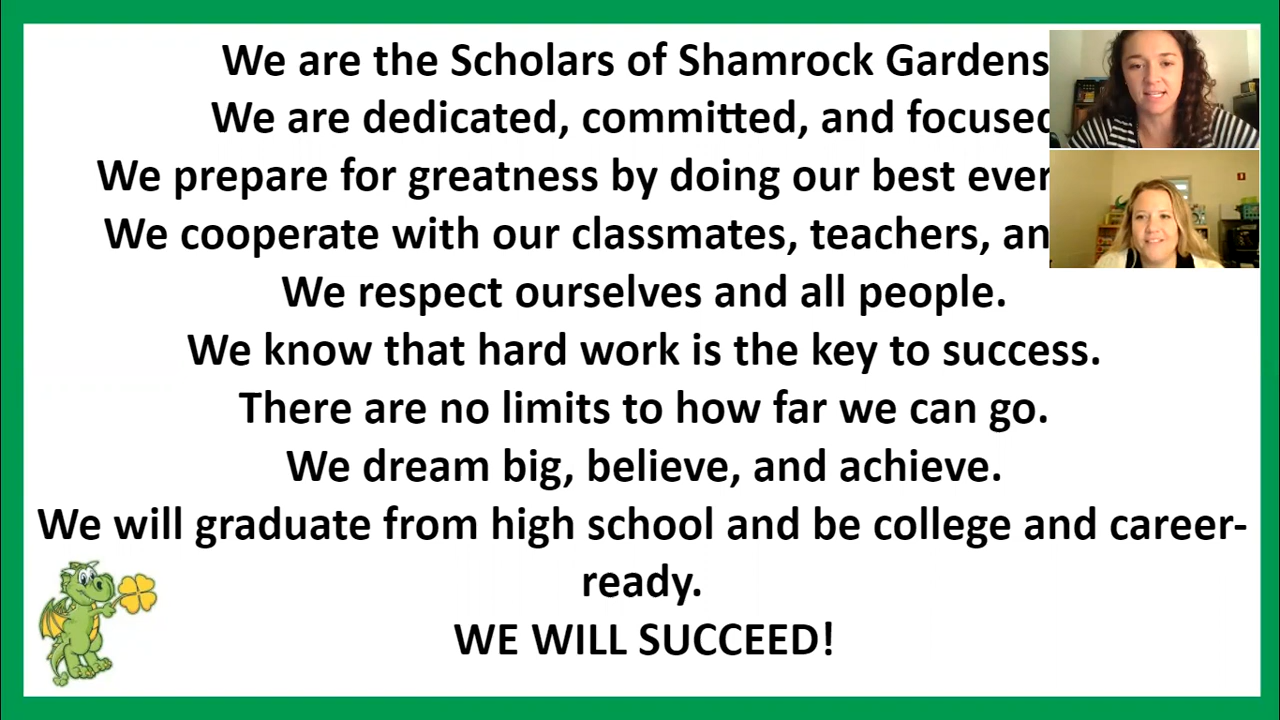 We are the Scholars of Shamrock Gardens
We are dedicated, committed, and focused
We prepare for greatness by doing our best
We cooperate with our classmates, teachers,
We respect ourselves and all people.
We know that hard work is the key to success.
There are no limits to how far we can go.
We dream big, believe, and achieve.
We will graduate from high school and be college and career-
ready.
WE WILL SUCCEED!